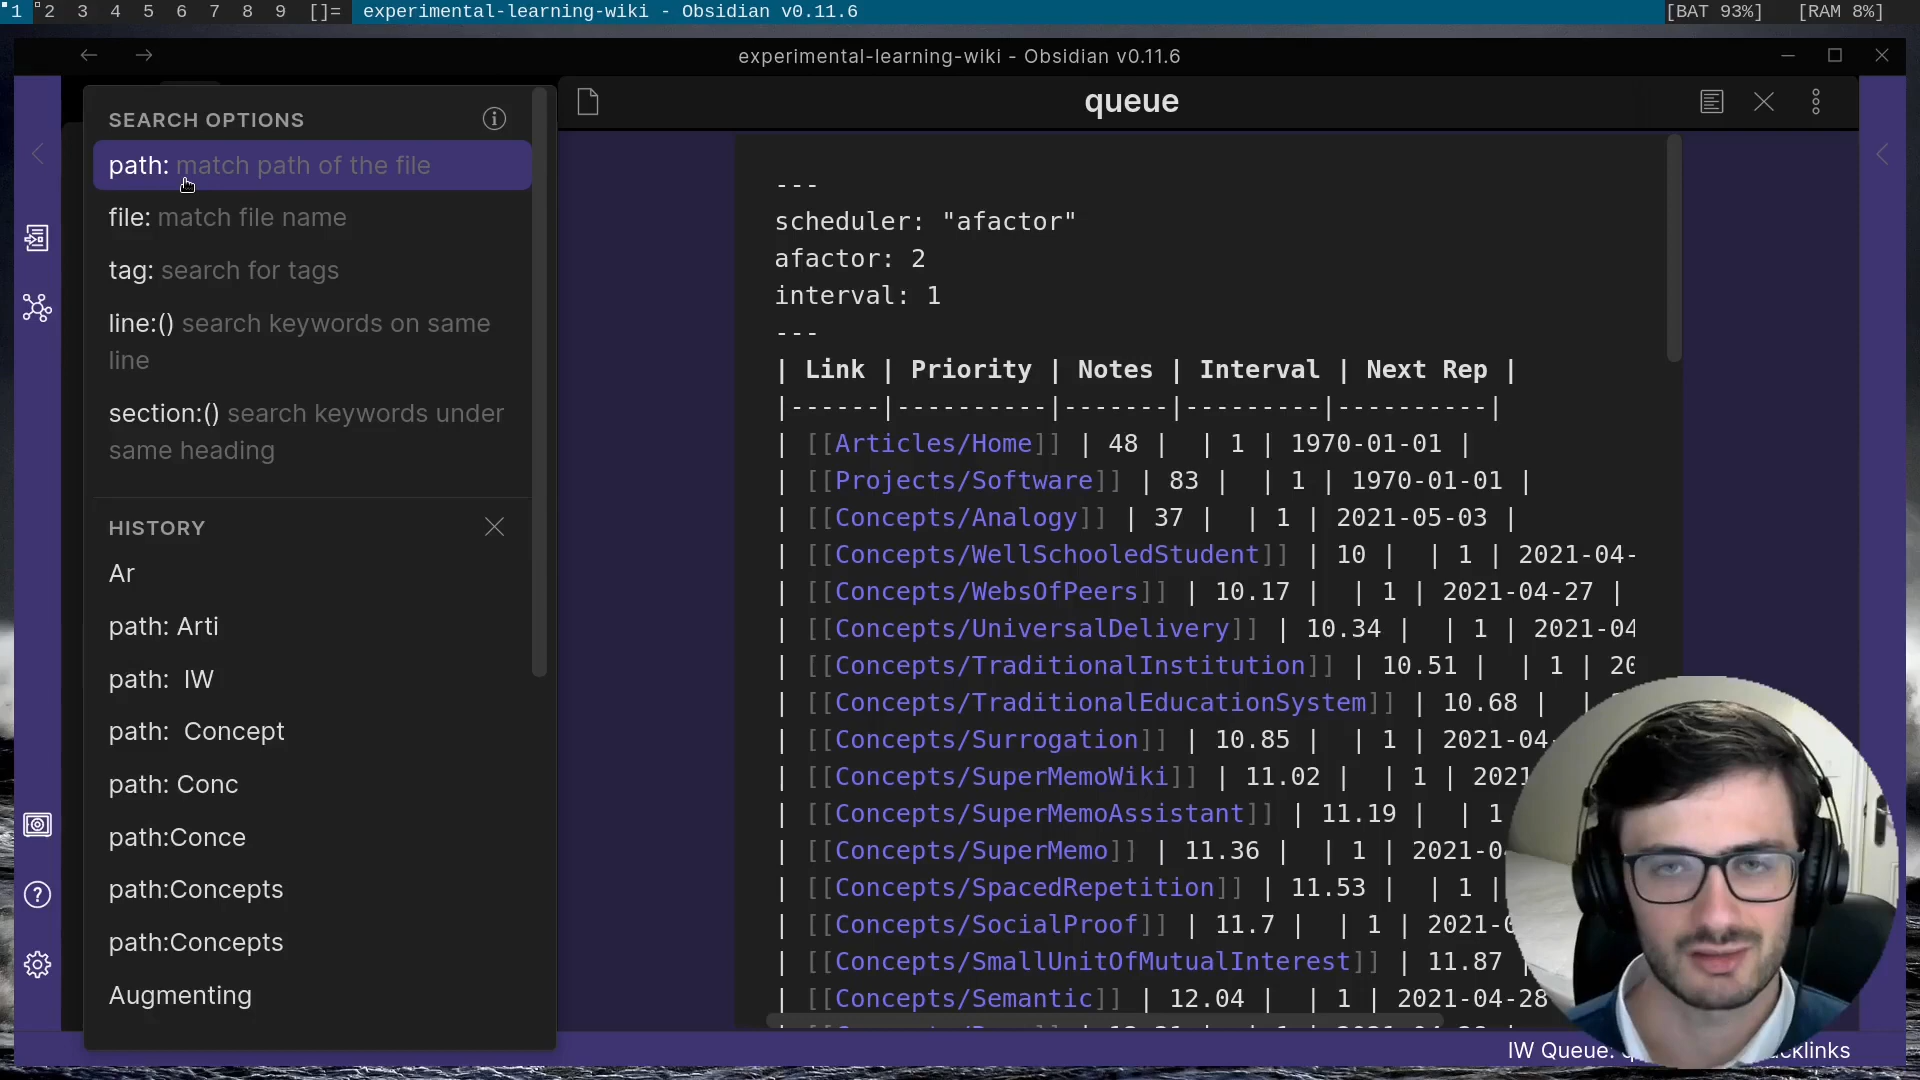 1 2 3 4 5 6 7 8 9 []= experimental-learning-wiki - Obsidian v0.11.6 [BAT 93%] [RAM 8%]
experimental-learning-wiki - Obsidian v0.11.6
SEARCH OPTIONS
path: match path of the file
file: match file name
tag: search for tags
line:() search keywords on same
line
section:() search keywords under
same heading
HISTORY
Ar
path: Arti
path:  IW
path:  Concept
path: Conc
path:Conce
path:Concepts
path:Concepts
Augmenting
queue
---
scheduler: "afactor"
afactor: 2
interval: 1
---
| Link | Priority | Notes | Interval | Next Rep |
|------|----------|-------|---------|----------|
| [[Articles/Home]] | 48 |  | 1 | 1970-01-01 |
| [[Projects/Software]] | 83 |  | 1 | 1970-01-01 |
| [[Concepts/Analogy]] | 37 |  | 1 | 2021-05-03 |
| [[Concepts/WellSchooledStudent]] | 10 |  | 1 | 2021-04-
| [[Concepts/WebsOfPeers]] | 10.17 |  | 1 | 2021-04-27 |
| [[Concepts/UniversalDelivery]] | 10.34 |  | 1 | 2021-04
| [[Concepts/TraditionalInstitution]] | 10.51 |  | 1 | 20
| [[Concepts/TraditionalEducationSystem]] | 10.68 |  |
| [[Concepts/Surrogation]] | 10.85 |  | 1 | 2021-04
| [[Concepts/SuperMemoWiki]] | 11.02 |  | 1 | 2021
| [[Concepts/SuperMemoAssistant]] | 11.19 |  | 1
| [[Concepts/SuperMemo]] | 11.36 |  | 1 | 2021-0
| [[Concepts/SpacedRepetition]] | 11.53 |  | 1 |
| [[Concepts/SocialProof]] | 11.7 |  | 1 | 2021-0
| [[Concepts/SmallUnitOfMutualInterest]] | 11.87 |
| [[Concepts/Semantic]] | 12.04 |  | 1 | 2021-04-28
IW Queue: